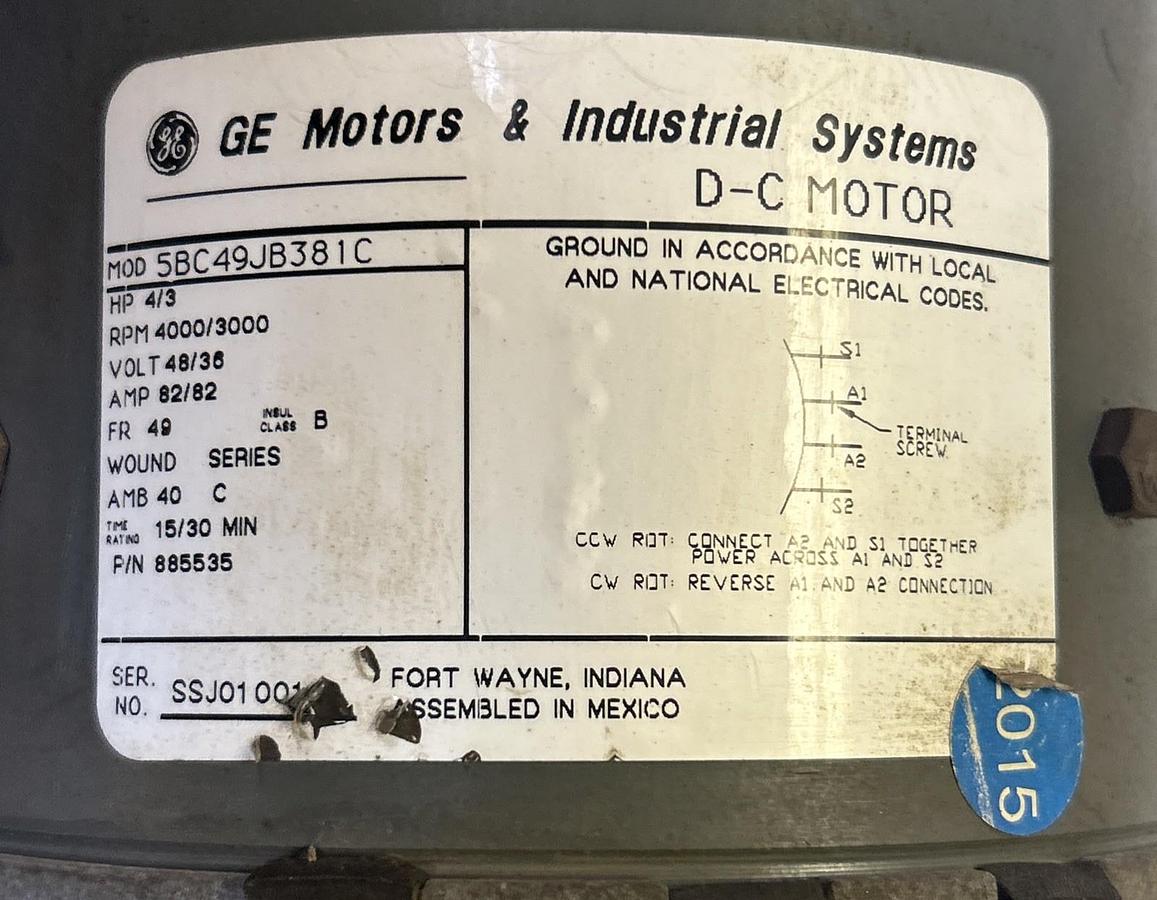 GE GE Motors & Industrial Systems
D-C MOTOR
MOD 5BC49JB381C
HP 4/3
RPM 4000/3000
VOLT 48/36
AMP 82/82
FR 49 INSUL CLASS B
WOUND SERIES
AMB 40 C
TIME RATING 15/30 MIN
P/N 885535
GROUND IN ACCORDANCE WITH LOCAL
AND NATIONAL ELECTRICAL CODES.
S1
A1
TERMINAL
SCREW
A2
S2
CCW ROT: CONNECT A2 AND S1 TOGETHER
POWER ACROSS A1 AND S2
CW ROT: REVERSE A1 AND A2 CONNECTION
SER.
NO. SSJ01 001
FORT WAYNE, INDIANA
ASSEMBLED IN MEXICO
2015